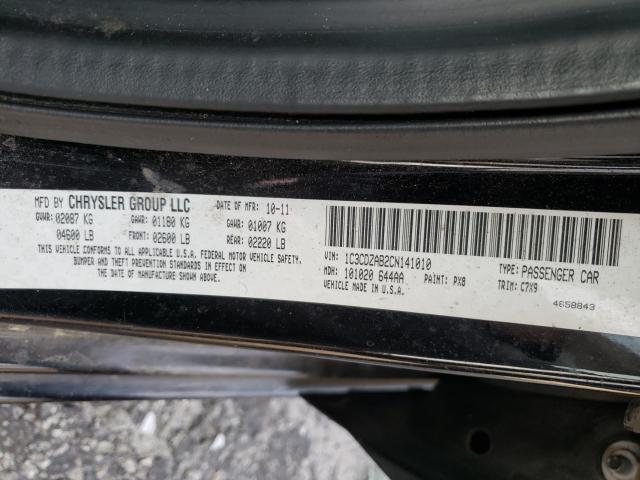 MFD BY CHRYSLER GROUP LLC DATE OF MFR 10-11
GVWR: 02087 KG GAWR: 01180 KG GAWR: 01007 KG
04600 LB FRONT: 02600 LB REAR: 02220 LB
THIS VEHICLE CONFORMS TO ALL APPLICABLE U.S.A. FEDERAL MOTOR VEHICLE SAFETY,
BUMPER AND THEFT PREVENTION STANDARDS IN EFFECT
ON THE DATE OF MANUFACTURE SHOWN ABOVE.
VIN: 1C3CDZAB2CN141010 TYPE: PASSENGER CAR
MDH: 101020 644AA PAINT: PX8 TRIM: C7X9
MADE IN U.S.A.
4658843